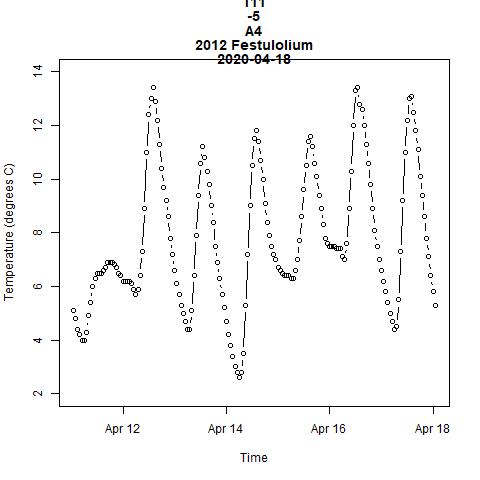 -5
A4
2012 Festulolium
2020-04-18
Temperature (degrees C)
14
12
10
8
6
4
2
Apr 12
Apr 14
Apr 16
Apr 18
Time